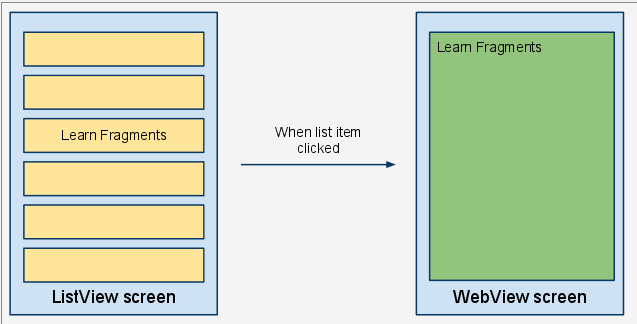 Learn Fragments
ListView screen
When list item
clicked
Learn Fragments
WebView screen